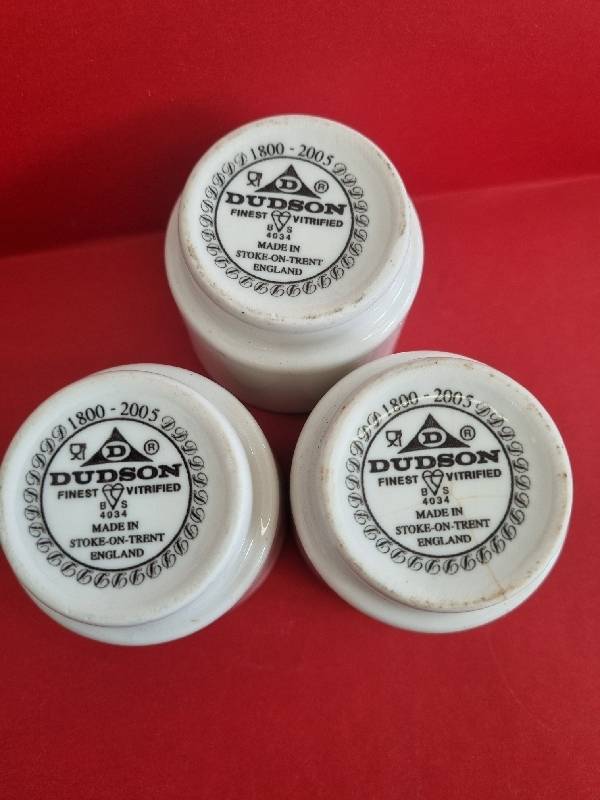 1800 - 2005
D
®
DUDSON
FINEST VITRIFIED
B S
4034
MADE IN
STOKE-ON-TRENT
ENGLAND
1800 - 2005
D
®
DUDSON
FINEST VITRIFIED
B S
4034
MADE IN
STOKE-ON-TRENT
ENGLAND
1800 - 2005
D
®
DUDSON
FINEST VITRIFIED
B S
4034
MADE IN
STOKE-ON-TRENT
ENGLAND